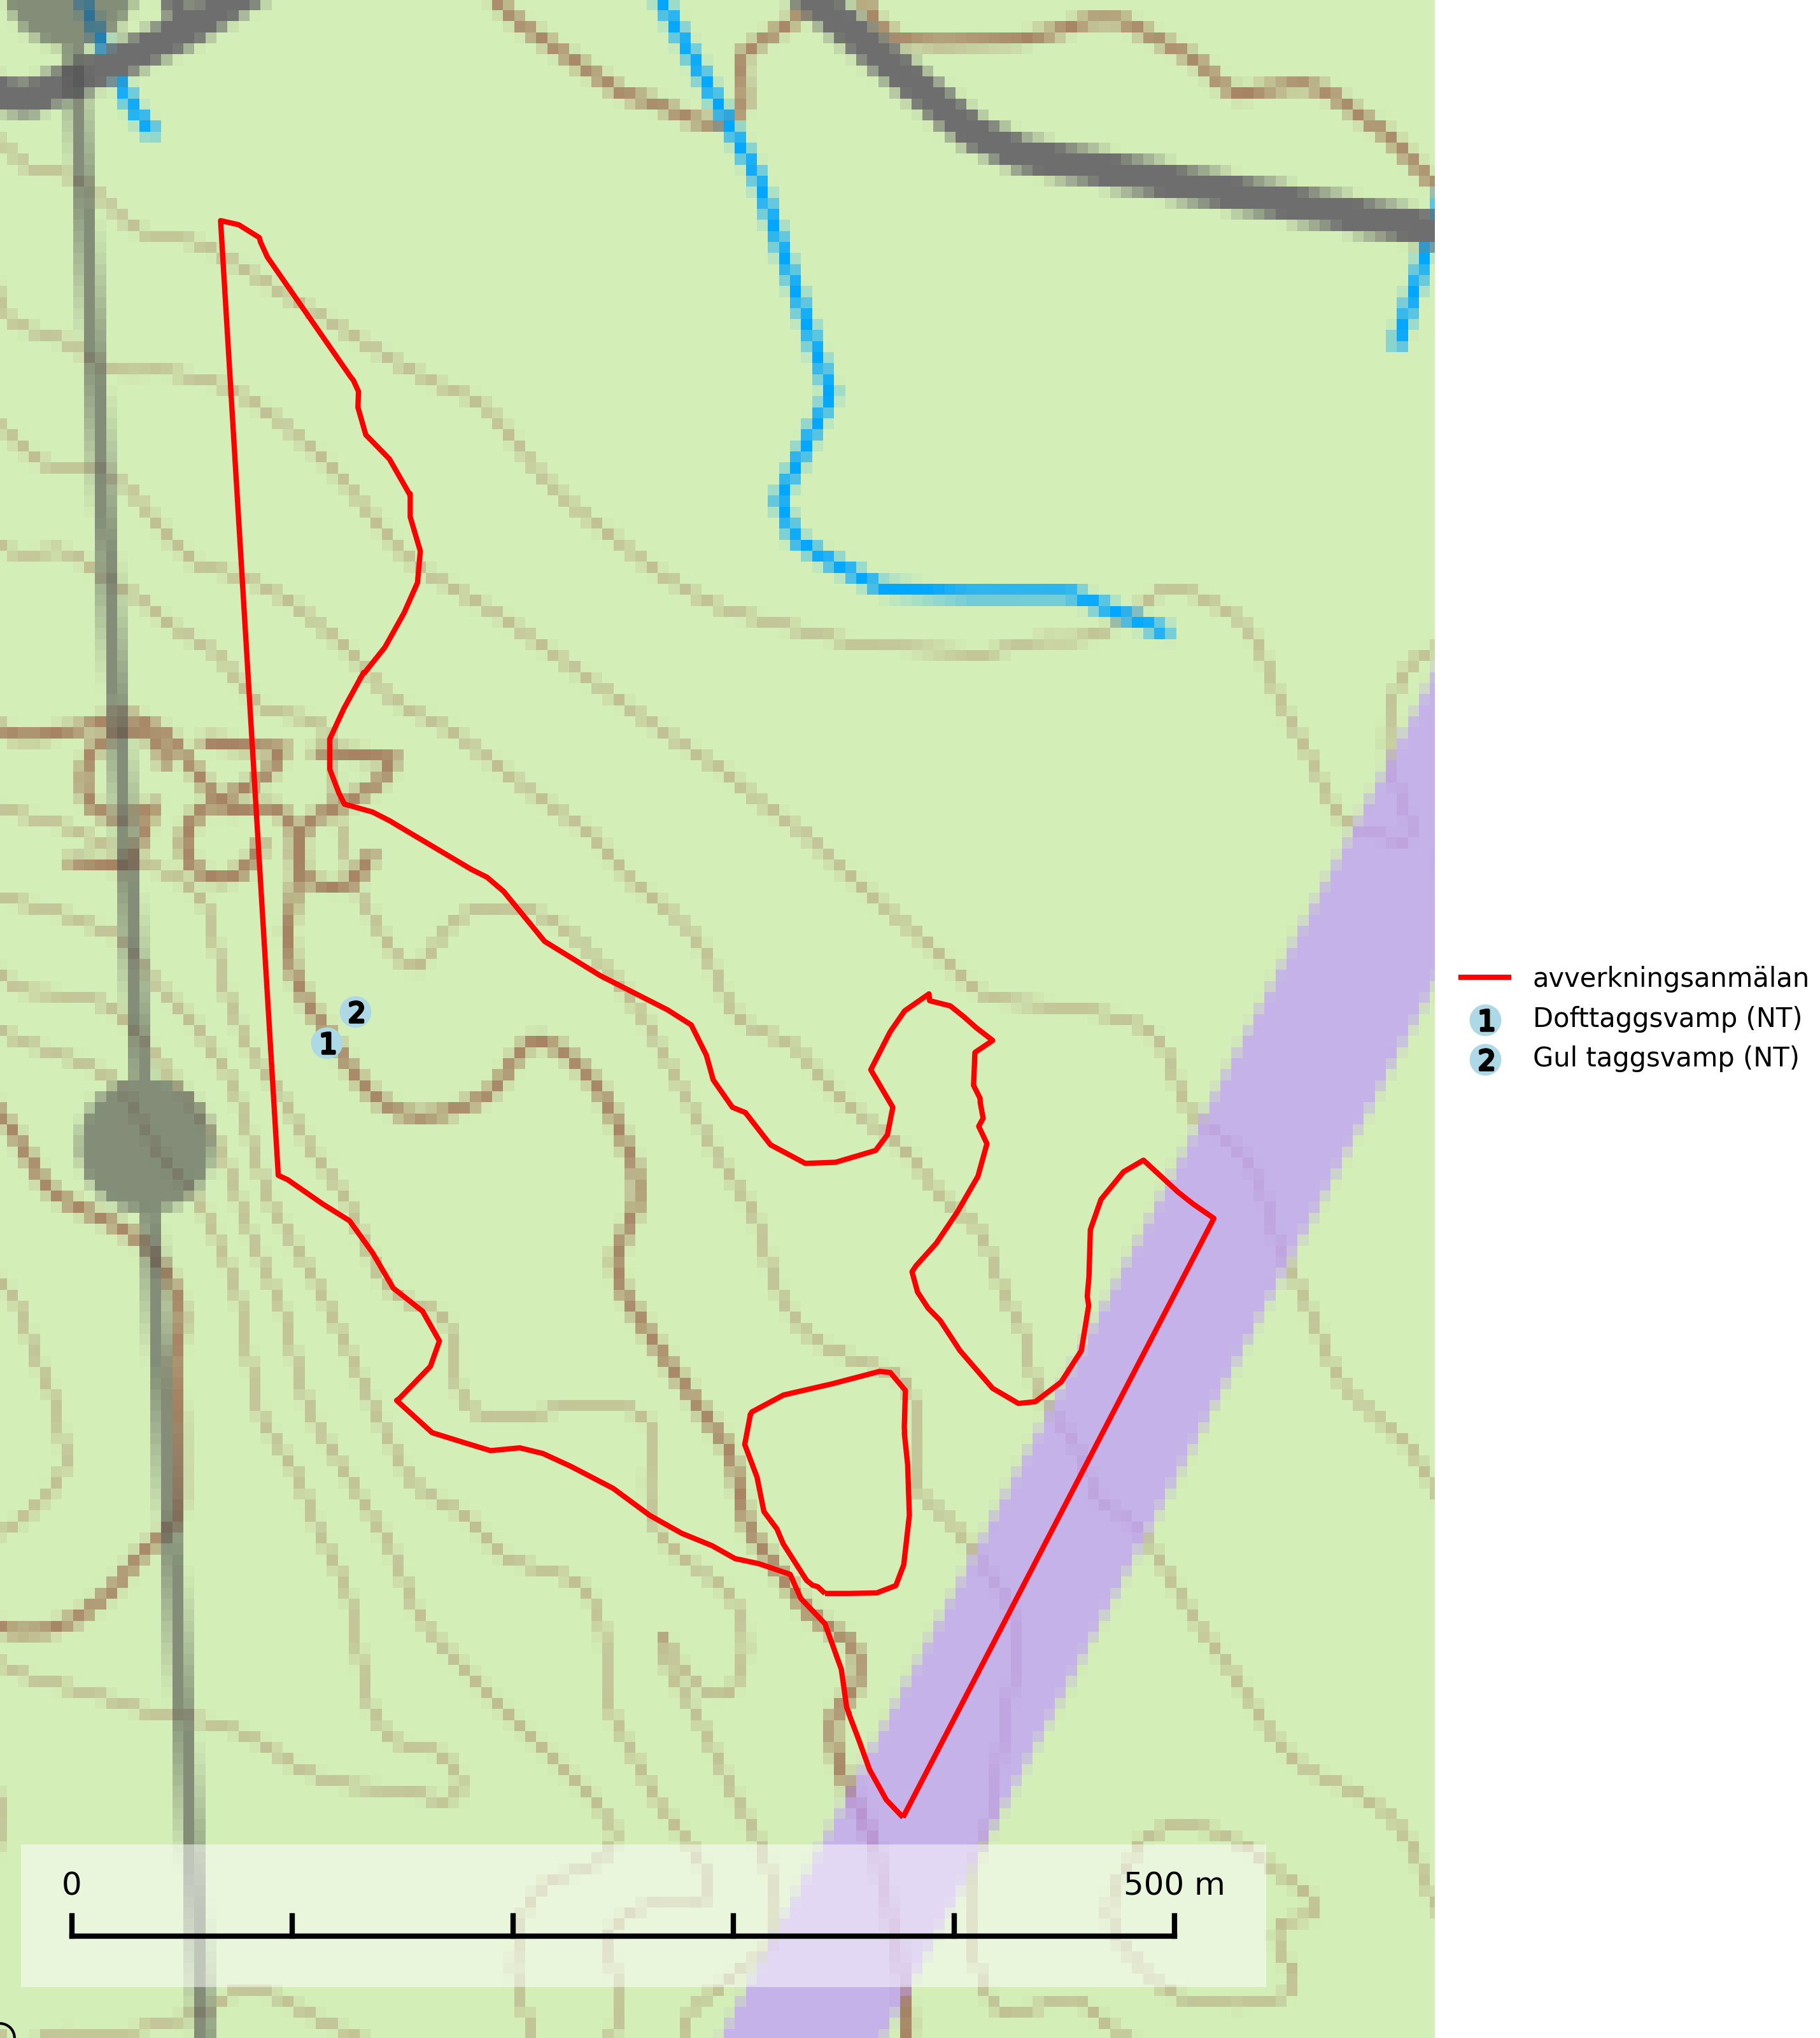 2
1
avverkningsanmälan
1 Dofttaggsvamp (NT)
2 Gul taggsvamp (NT)
0 500 m